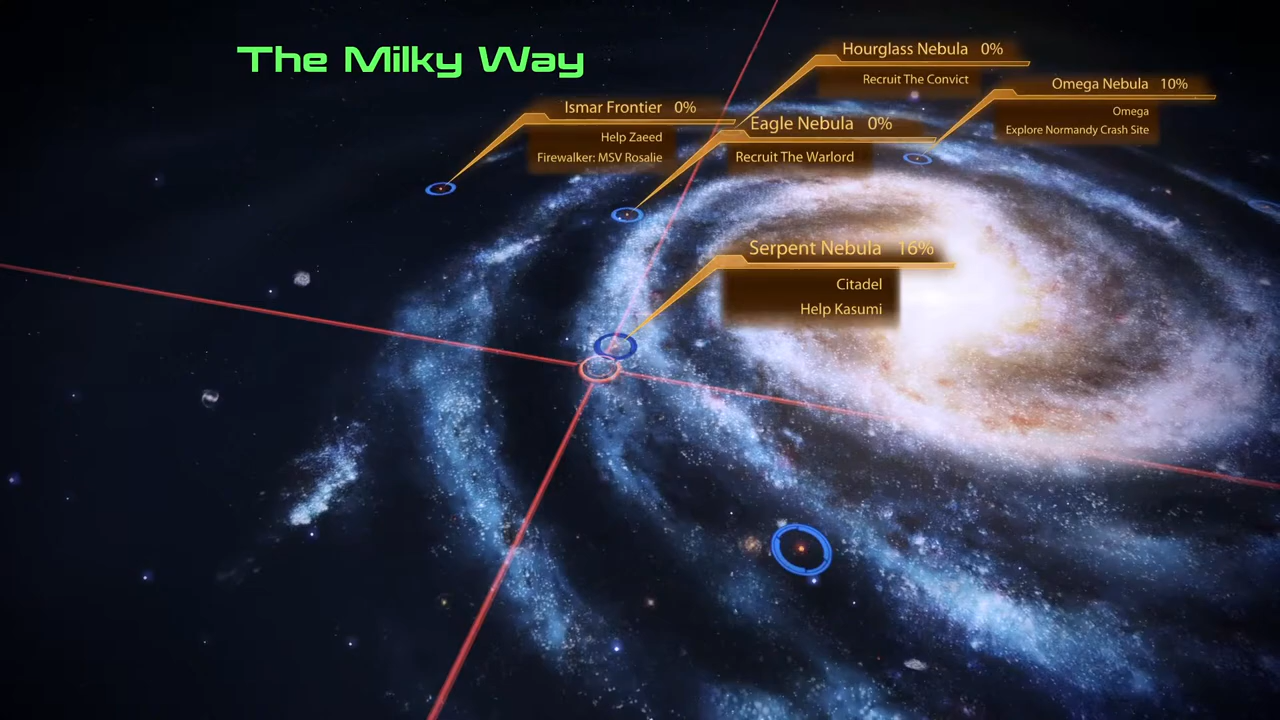 The Milky Way
Hourglass Nebula 0%
Recruit The Convict
Omega Nebula 10%
Omega
Explore Normandy Crash Site
Ismar Frontier 0%
Help Zaeed
Firewalker: MSV Rosalie
Eagle Nebula 0%
Recruit The Warlord
Serpent Nebula 16%
Citadel
Help Kasumi